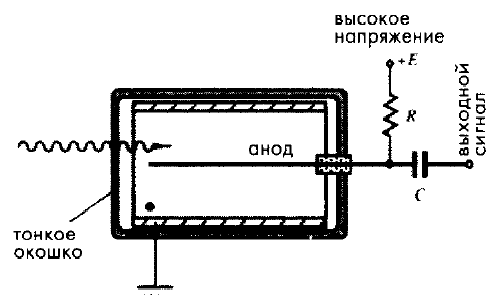 высокое
напряжение
+E
R
выходной
сигнал
анод
C
тонкое
окошко